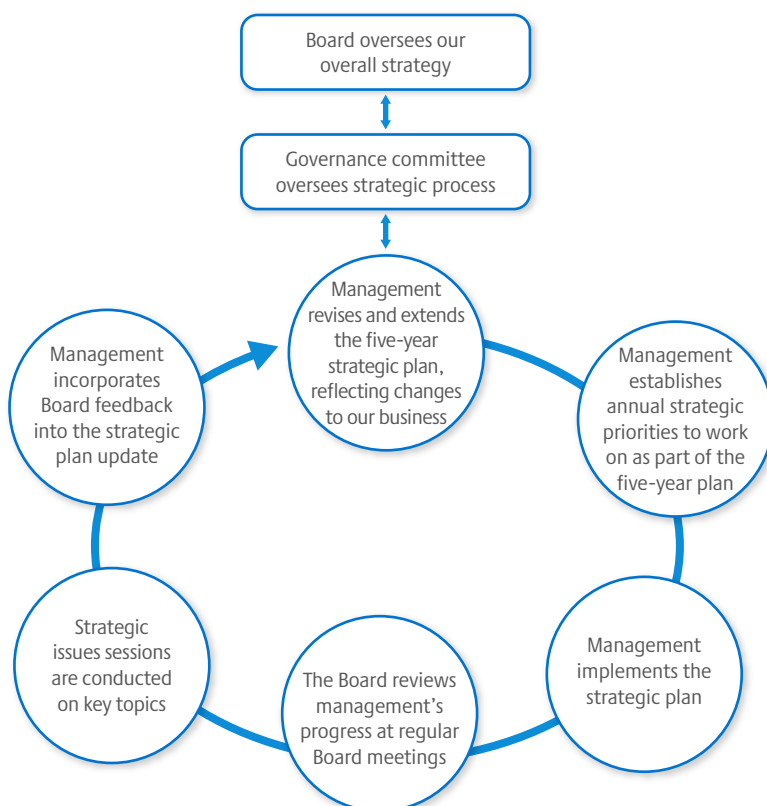 Board oversees our
overall strategy
Governance committee
oversees strategic process
Management
revises and extends
the five-year
strategic plan,
reflecting changes
to our business
Management
establishes
annual strategic
priorities to work
on as part of the
five-year plan
Management
implements the
strategic plan
The Board reviews
management’s
progress at regular
Board meetings
Strategic
issues sessions
are conducted
on key topics
Management
incorporates
Board feedback
into the strategic
plan update